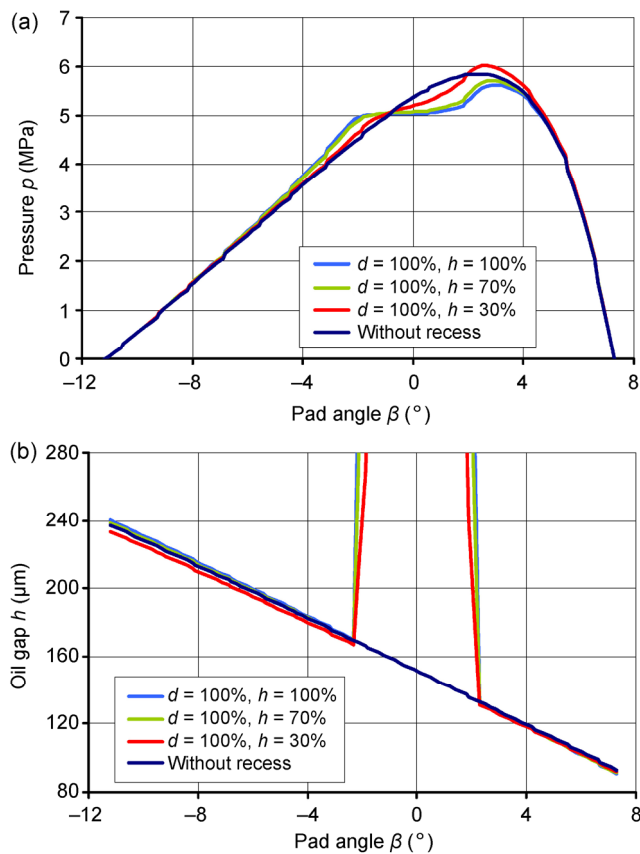 (a)
7
6
5
4
3
2
1
0
Pressure p (MPa)
d = 100%, h = 100%
d = 100%, h = 70%
d = 100%, h = 30%
Without recess
–12
–8
–4
0
4
8
Pad angle β (°)
(b)
280
240
200
160
120
80
Oil gap h (μm)
d = 100%, h = 100%
d = 100%, h = 70%
d = 100%, h = 30%
Without recess
–12
–8
–4
0
4
8
Pad angle β (°)